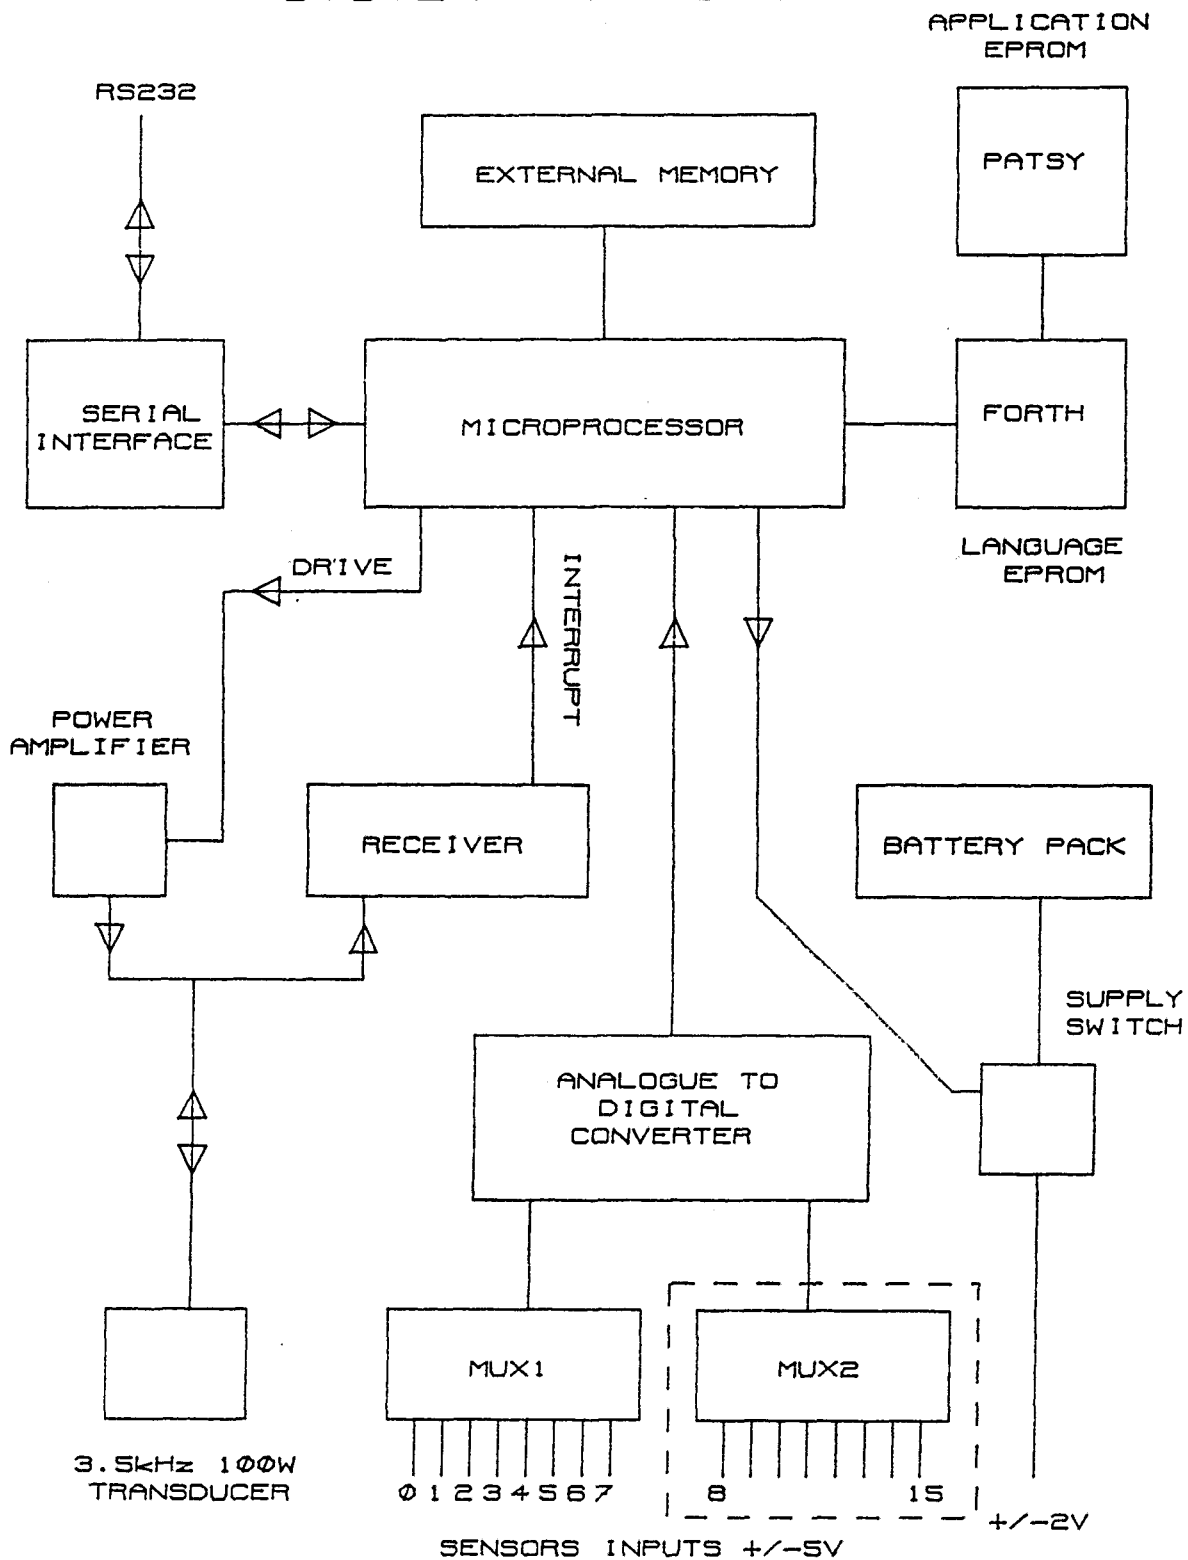 APPLICATION
EPROM
RS232
EXTERNAL MEMORY
PATSY
SERIAL
INTERFACE
MICROPROCESSOR
FORTH
LANGUAGE
EPROM
DRIVE
INTERRUPT
POWER
AMPLIFIER
RECEIVER
BATTERY PACK
SUPPLY
SWITCH
ANALOGUE TO
DIGITAL
CONVERTER
MUX1
MUX2
3.5kHz 100W
TRANSDUCER
0 1 2 3 4 5 6 7
8 15
+/-2V
SENSORS INPUTS +/-5V